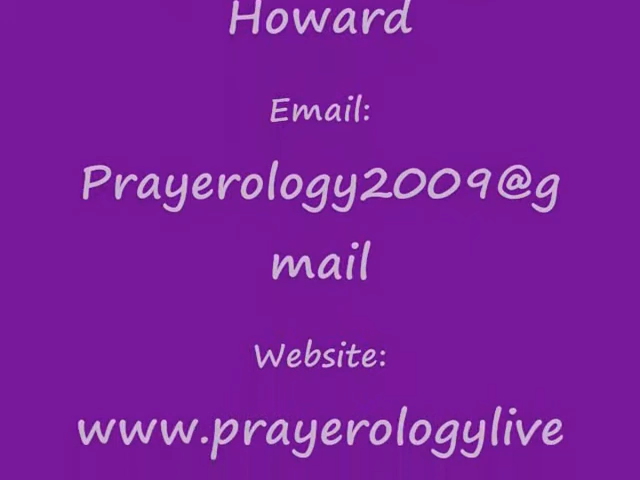 Howard
Email:
Prayerology2009@g
mail
Website:
www.prayerologylive